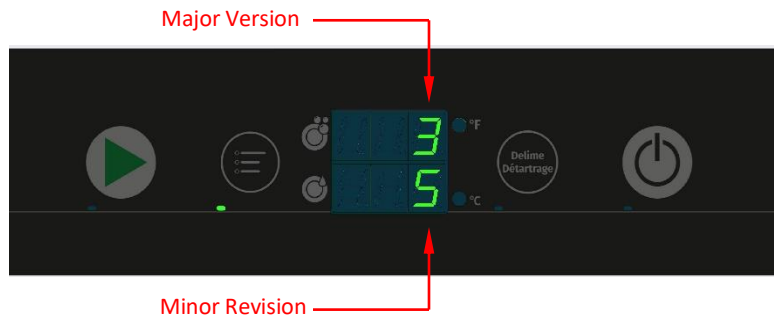 Major Version
3
°F
Delime
Détartrage
5
°C
Minor Revision